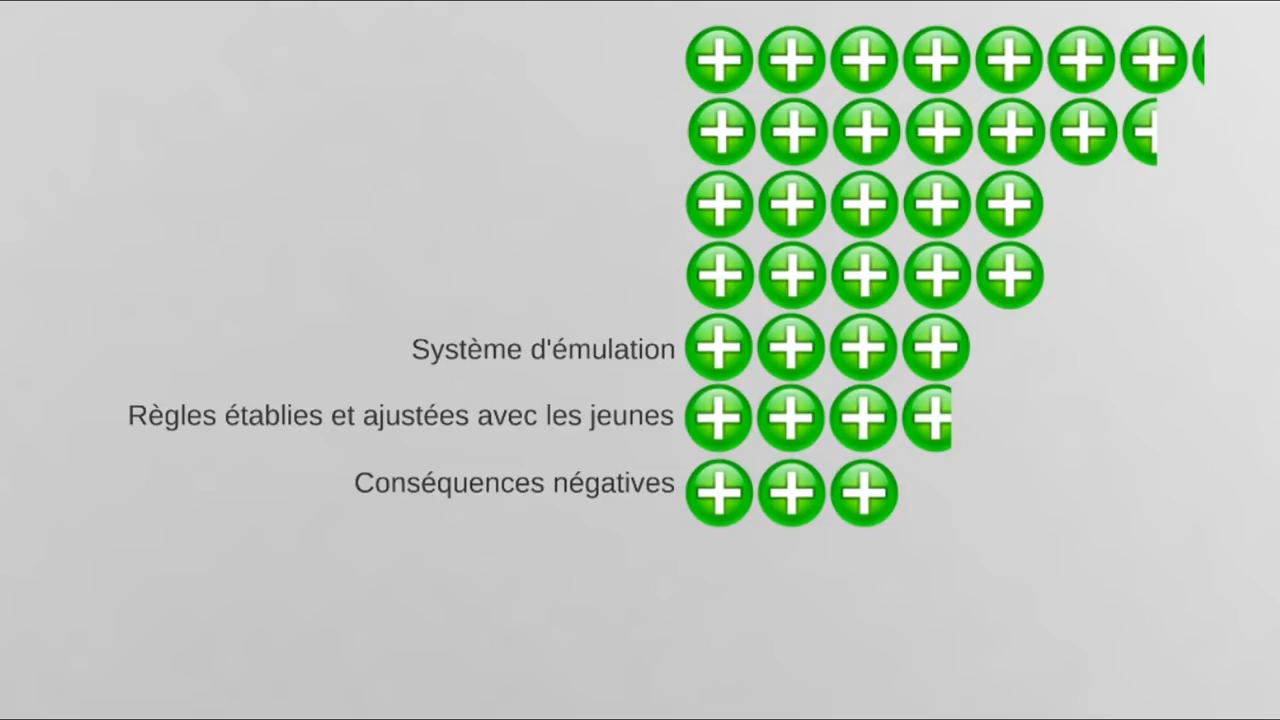 Système d'émulation
Règles établies et ajustées avec les jeunes
Conséquences négatives